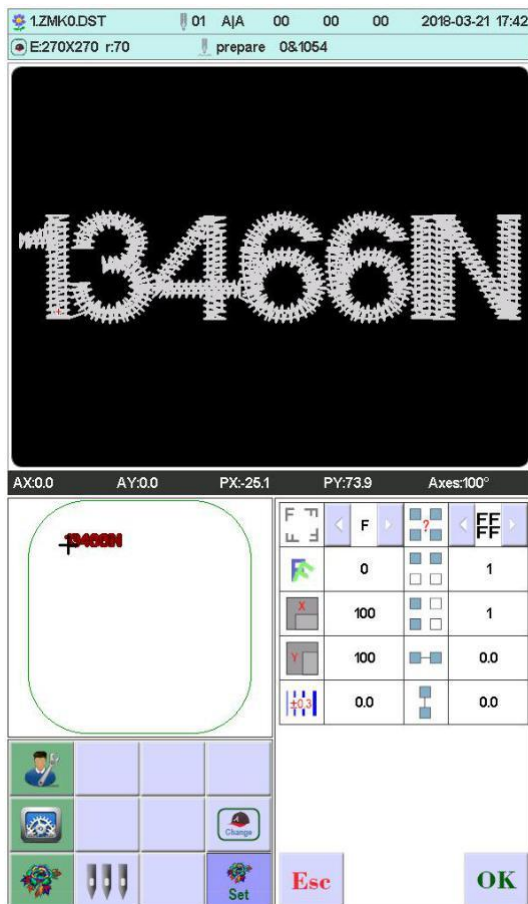 1.ZMK0.DST 01 A|A 00 00 00 2018-03-21 17:42
E:270X270 r:70 prepare 0&1054
13466IN
AX:0.0 AY:0.0 PX:-25.1 PY:73.9 Axes:100°
13466IN
F F F F F ? FF
FF
0 1
X 100 1
Y 100 0.0
±0.3 0.0 0.0
Change
Set
Esc OK